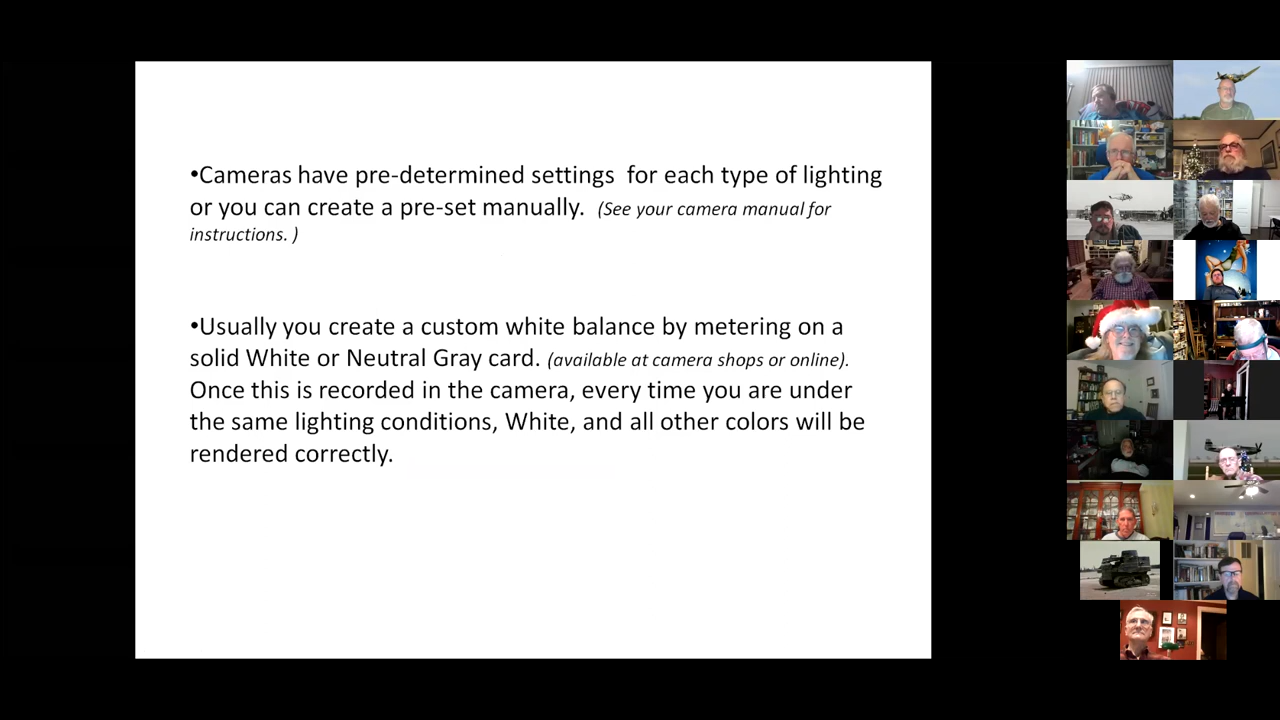 •Cameras have pre-determined settings  for each type of lighting
or you can create a pre-set manually.  (See your camera manual for
instructions. )
•Usually you create a custom white balance by metering on a
solid White or Neutral Gray card. (available at camera shops or online).
Once this is recorded in the camera, every time you are under
the same lighting conditions, White, and all other colors will be
rendered correctly.